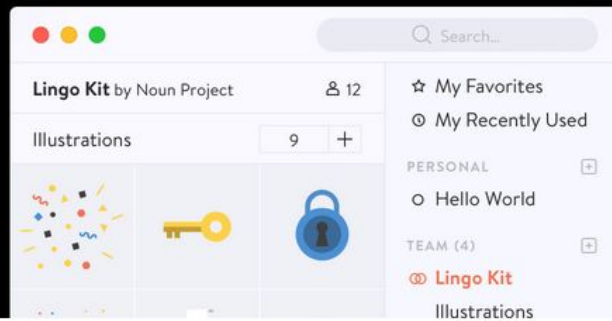 Search...
Lingo Kit by Noun Project 12
Illustrations 9 +
My Favorites
My Recently Used
PERSONAL
Hello World
TEAM (4)
Lingo Kit
Illustrations